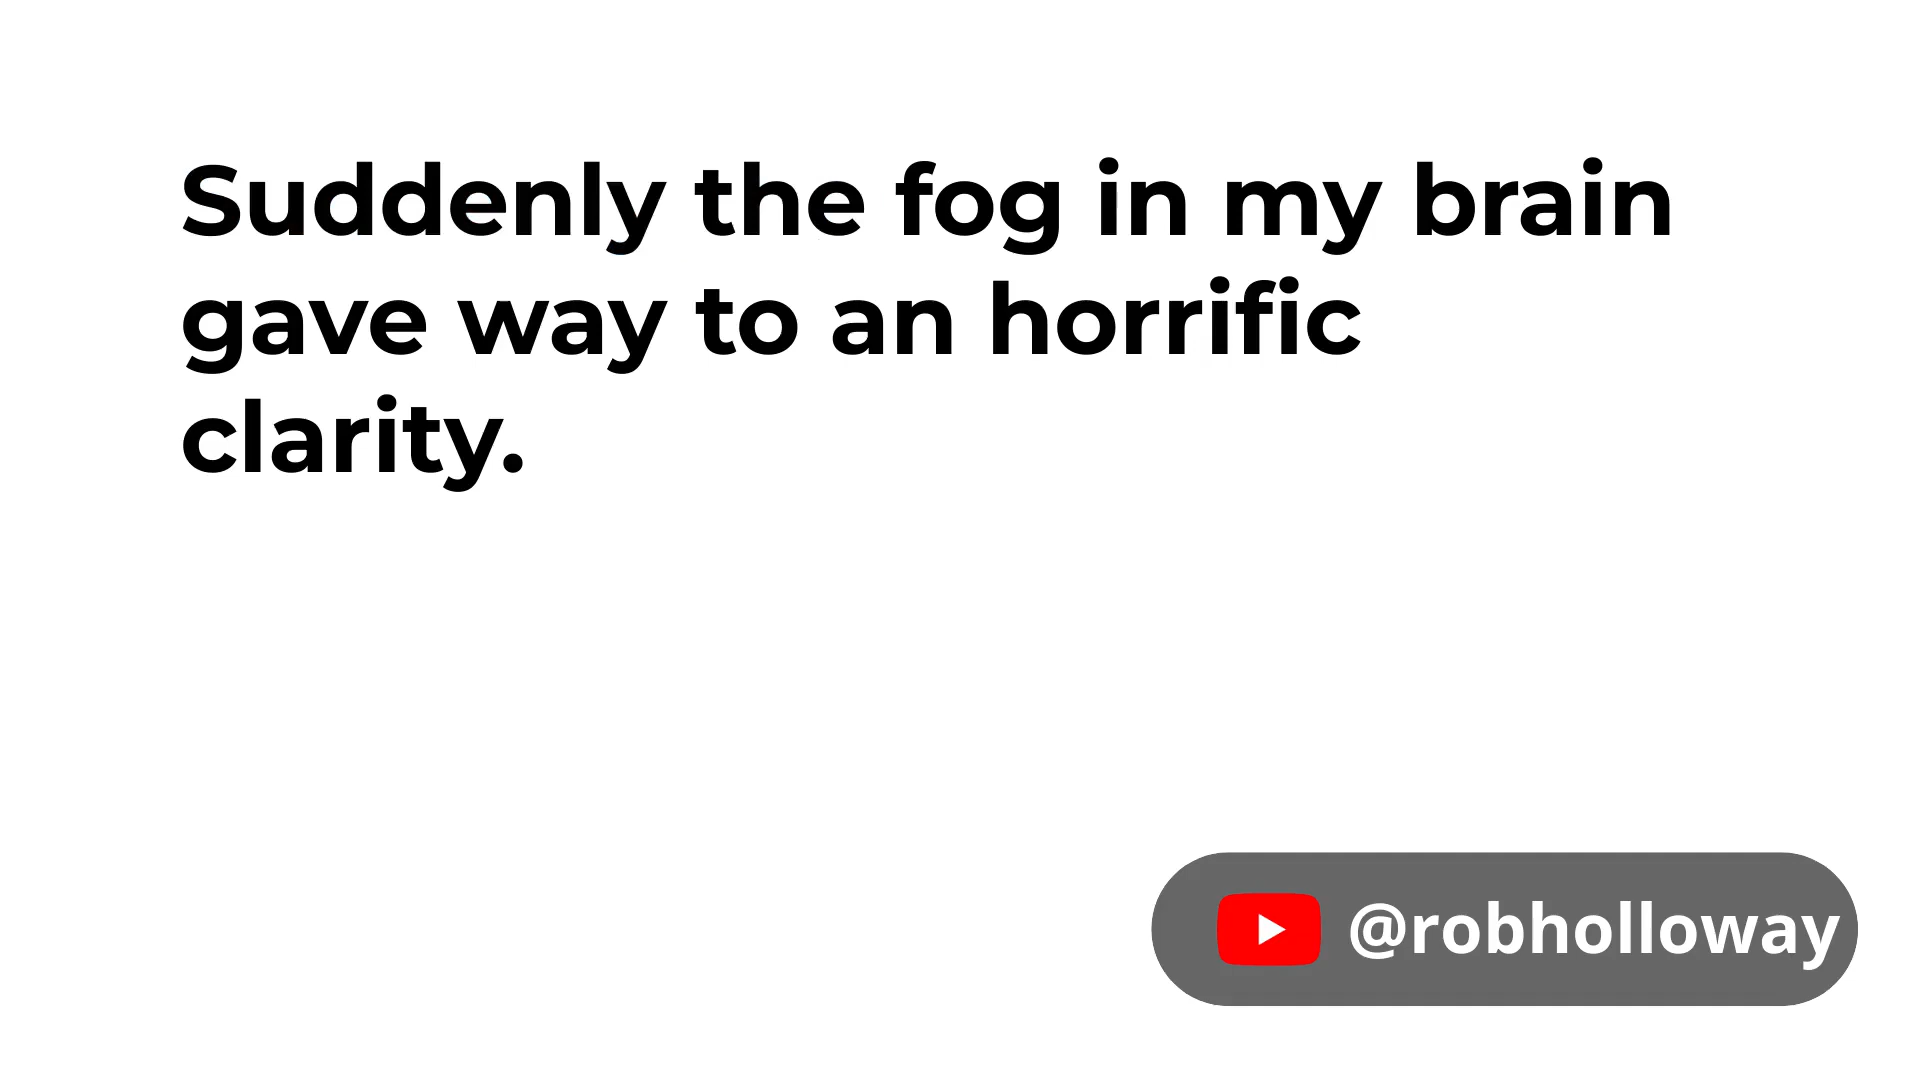 Suddenly the fog in my brain
gave way to an horrific
clarity.
@robholloway